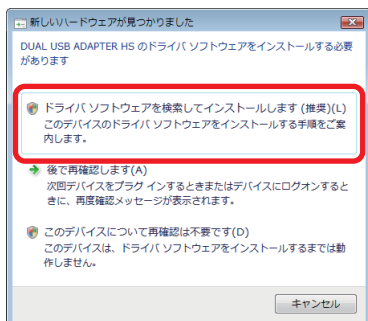 新しいハードウェアが見つかりました
DUAL USB ADAPTER HS のドライバ ソフトウェアをインストールする必要
があります
ドライバ ソフトウェアを検索してインストールします (推奨)(L)
このデバイスのドライバ ソフトウェアをインストールする手順をご案
内します。
後で再確認します(A)
次回デバイスをプラグ インするときまたはデバイスにログオンすると
きに、再度確認メッセージが表示されます。
このデバイスについて再確認は不要です(D)
このデバイスは、ドライバ ソフトウェアをインストールするまでは動
作しません。
キャンセル